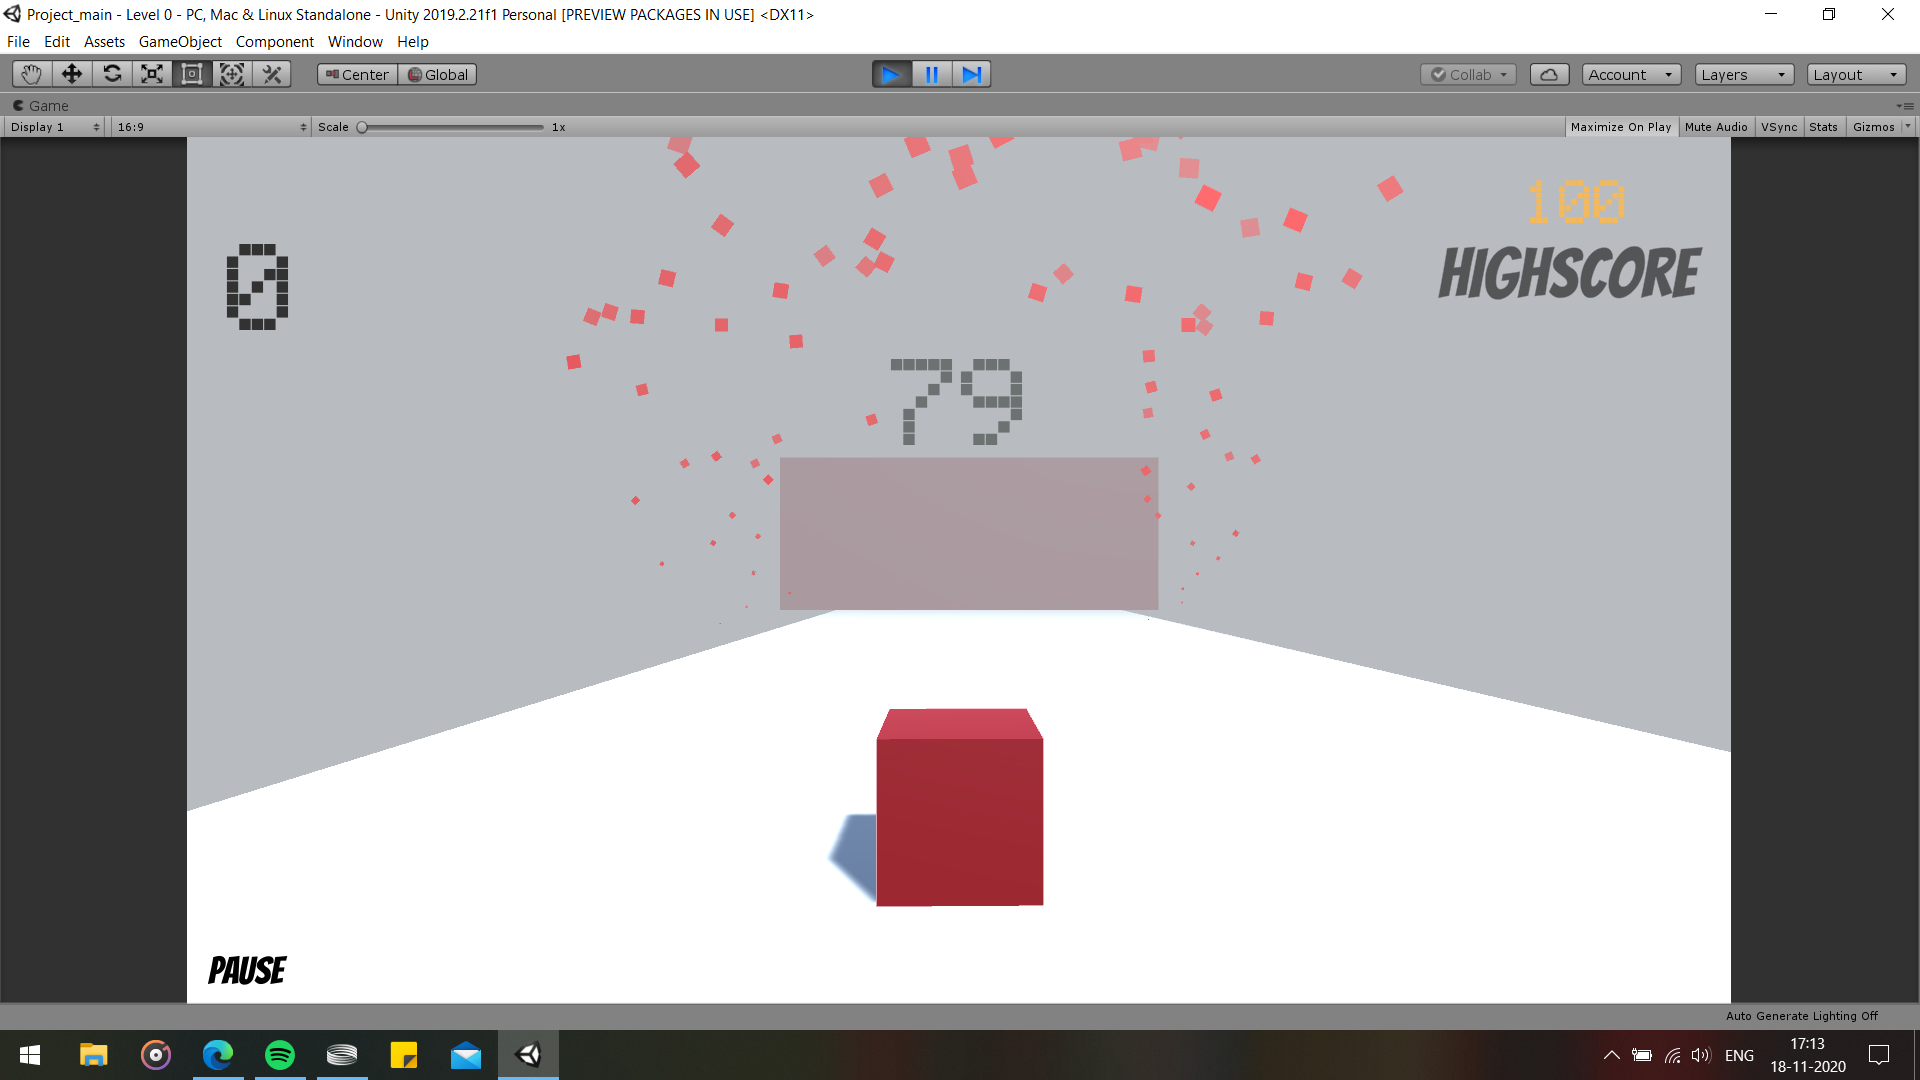 Project_main - Level 0 - PC, Mac & Linux Standalone - Unity 2019.2.21f1 Personal [PREVIEW PACKAGES IN USE] <DX11>
File Edit Assets GameObject Component Window Help
Center Global Collab Account Layers Layout
Game
Display 1 16:9 Scale 1x Maximize On Play Mute Audio VSync Stats Gizmos
100
0
HIGHSCORE
79
PAUSE
Auto Generate Lighting Off
17:13
ENG
18-11-2020